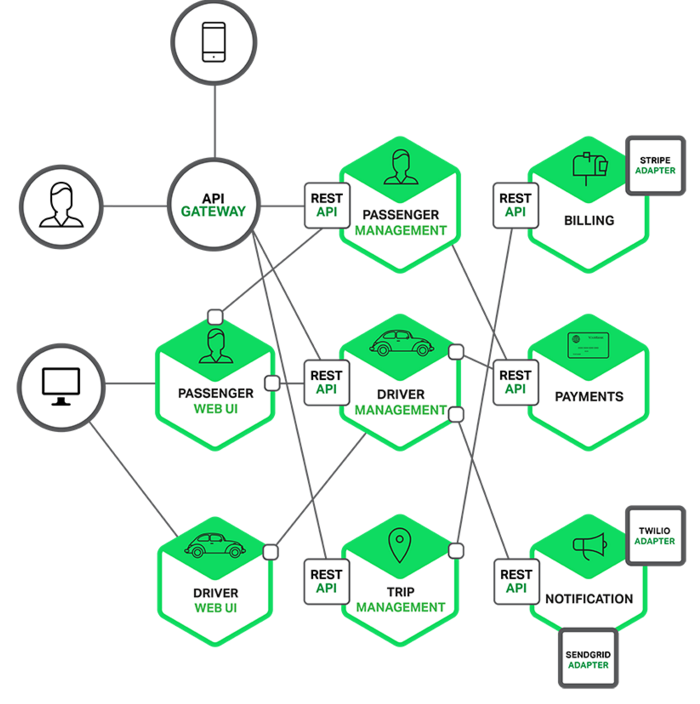 API
GATEWAY
REST
API
PASSENGER
MANAGEMENT
REST
API
BILLING
STRIPE
ADAPTER
PASSENGER
WEB UI
REST
API
DRIVER
MANAGEMENT
REST
API
PAYMENTS
DRIVER
WEB UI
REST
API
TRIP
MANAGEMENT
REST
API
NOTIFICATION
TWILIO
ADAPTER
SENDGRID
ADAPTER